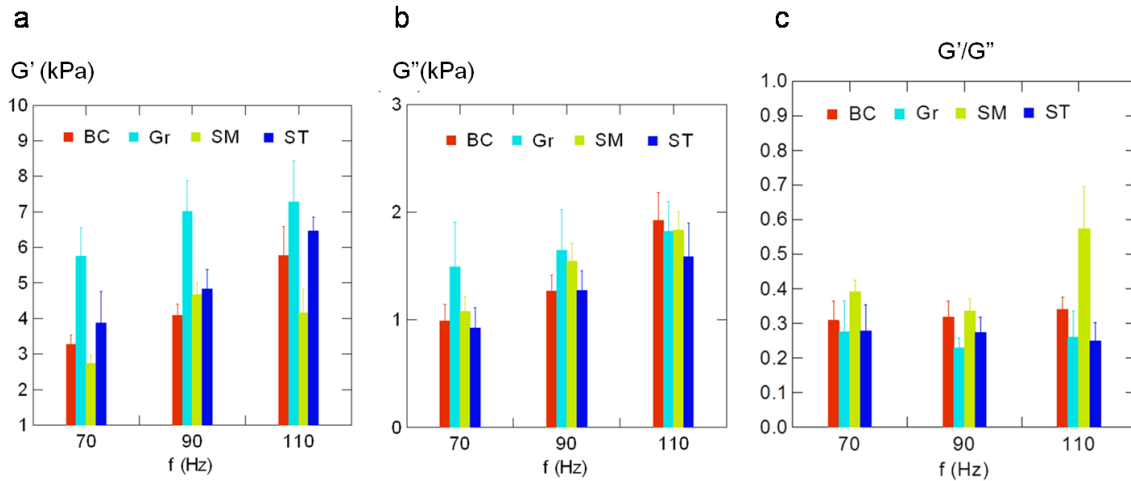 a
b
c
G' (kPa)
G"(kPa)
G'/G"
10
9
8
7
6
5
4
3
2
1
BC Gr SM ST
70 90 110
f (Hz)
3
2
1
0
BC Gr SM ST
70 90 110
f (Hz)
1.0
0.9
0.8
0.7
0.6
0.5
0.4
0.3
0.2
0.1
0.0
BC Gr SM ST
70 90 110
f (Hz)